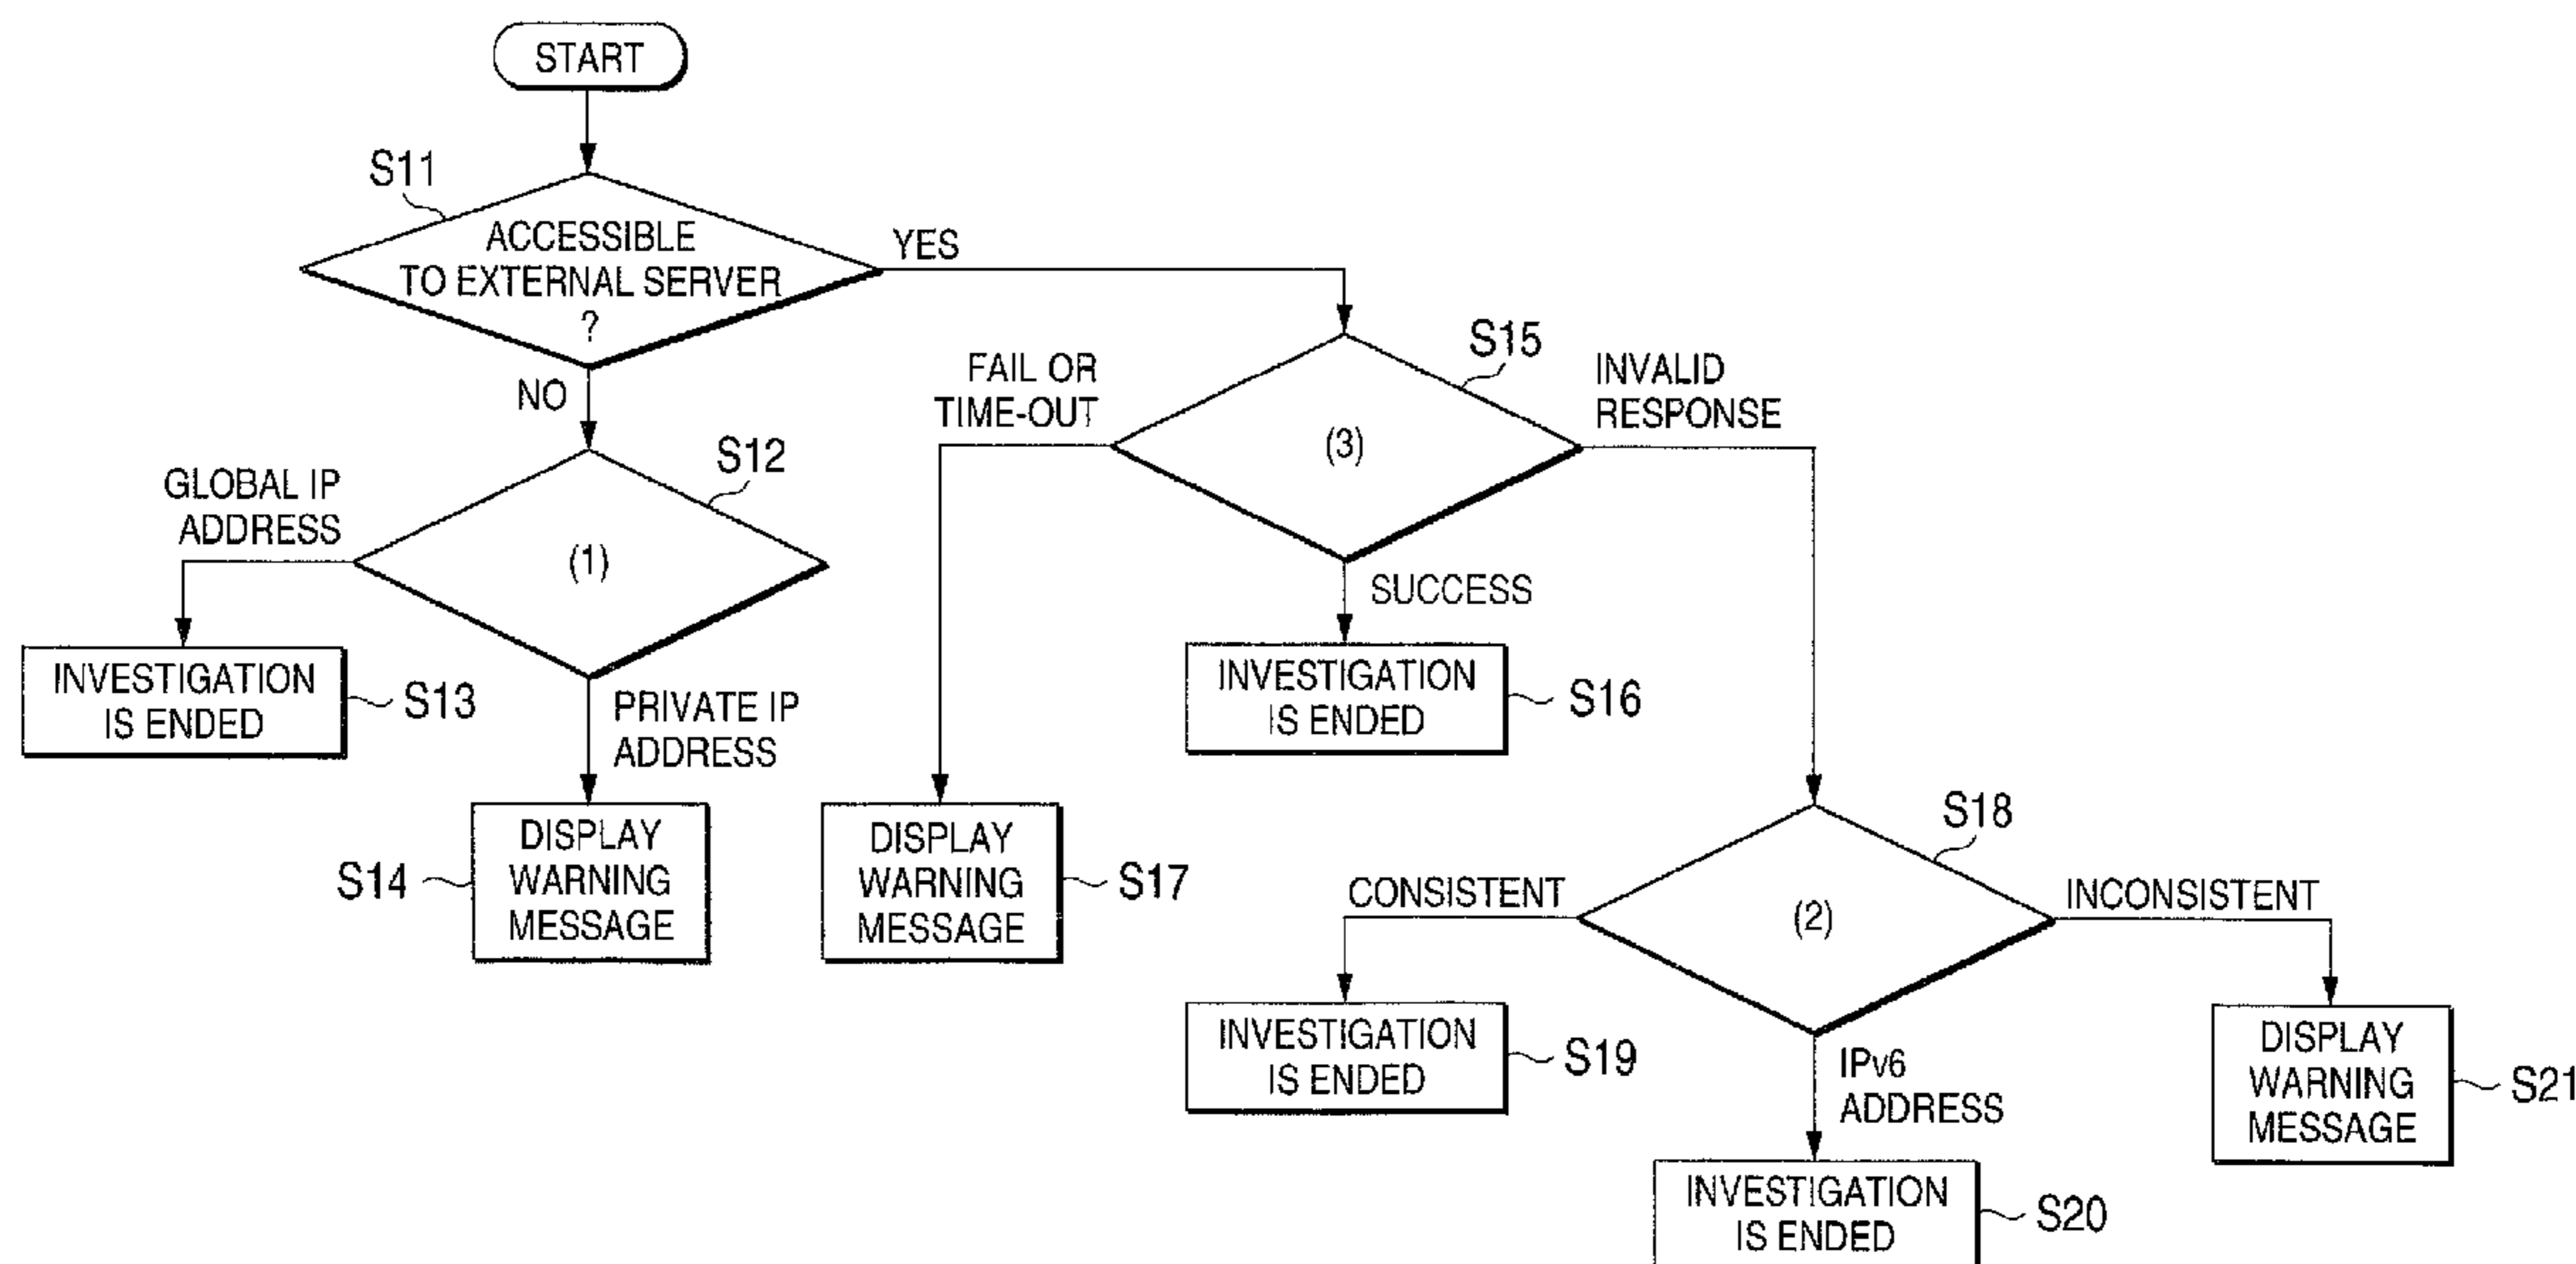 START
S11
ACCESSIBLE
TO EXTERNAL SERVER
?
YES
NO
S12
GLOBAL IP
ADDRESS
(1)
INVESTIGATION
IS ENDED
S13
PRIVATE IP
ADDRESS
DISPLAY
WARNING
MESSAGE
S14
S15
FAIL OR
TIME-OUT
INVALID
RESPONSE
(3)
SUCCESS
INVESTIGATION
IS ENDED
S16
DISPLAY
WARNING
MESSAGE
S17
S18
CONSISTENT
INCONSISTENT
(2)
INVESTIGATION
IS ENDED
S19
IPv6
ADDRESS
INVESTIGATION
IS ENDED
S20
DISPLAY
WARNING
MESSAGE
S21